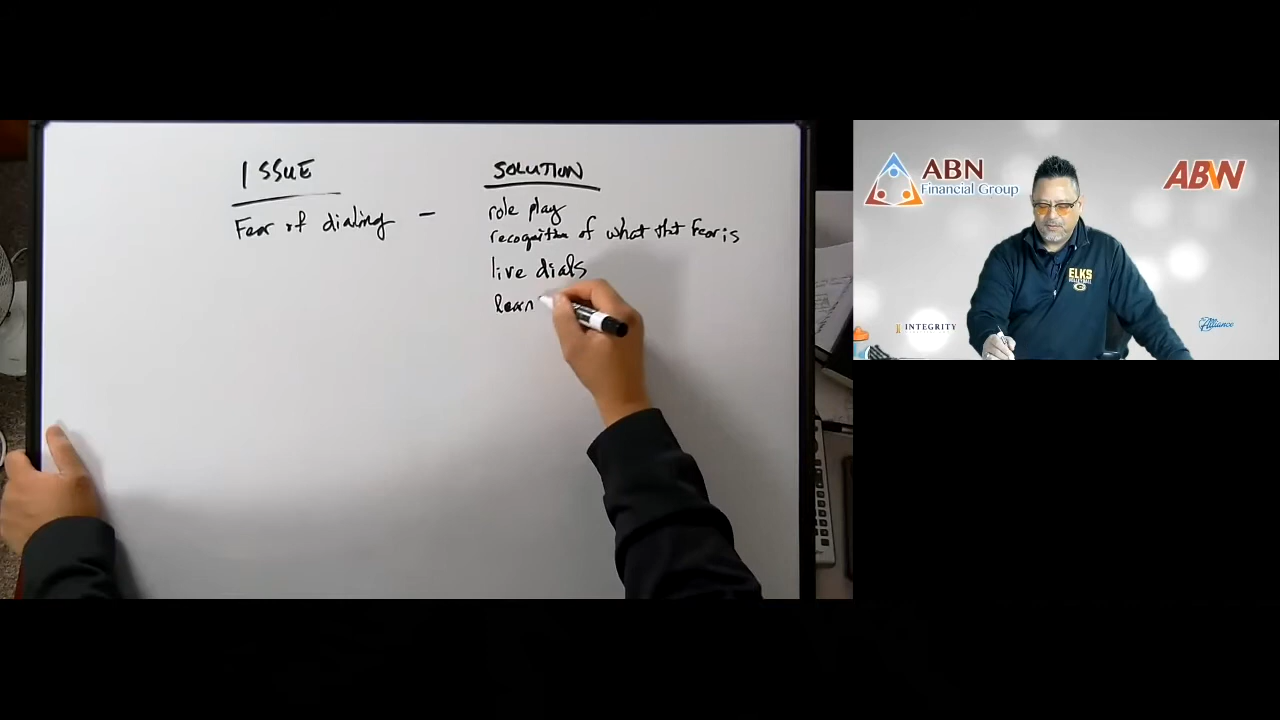 ISSUE
Fear of dialing -
SOLUTION
role play
recognition of what that Fear is
live dials
learn
ABN
Financial Group
ABW
ELKS
INTEGRITY
Alliance